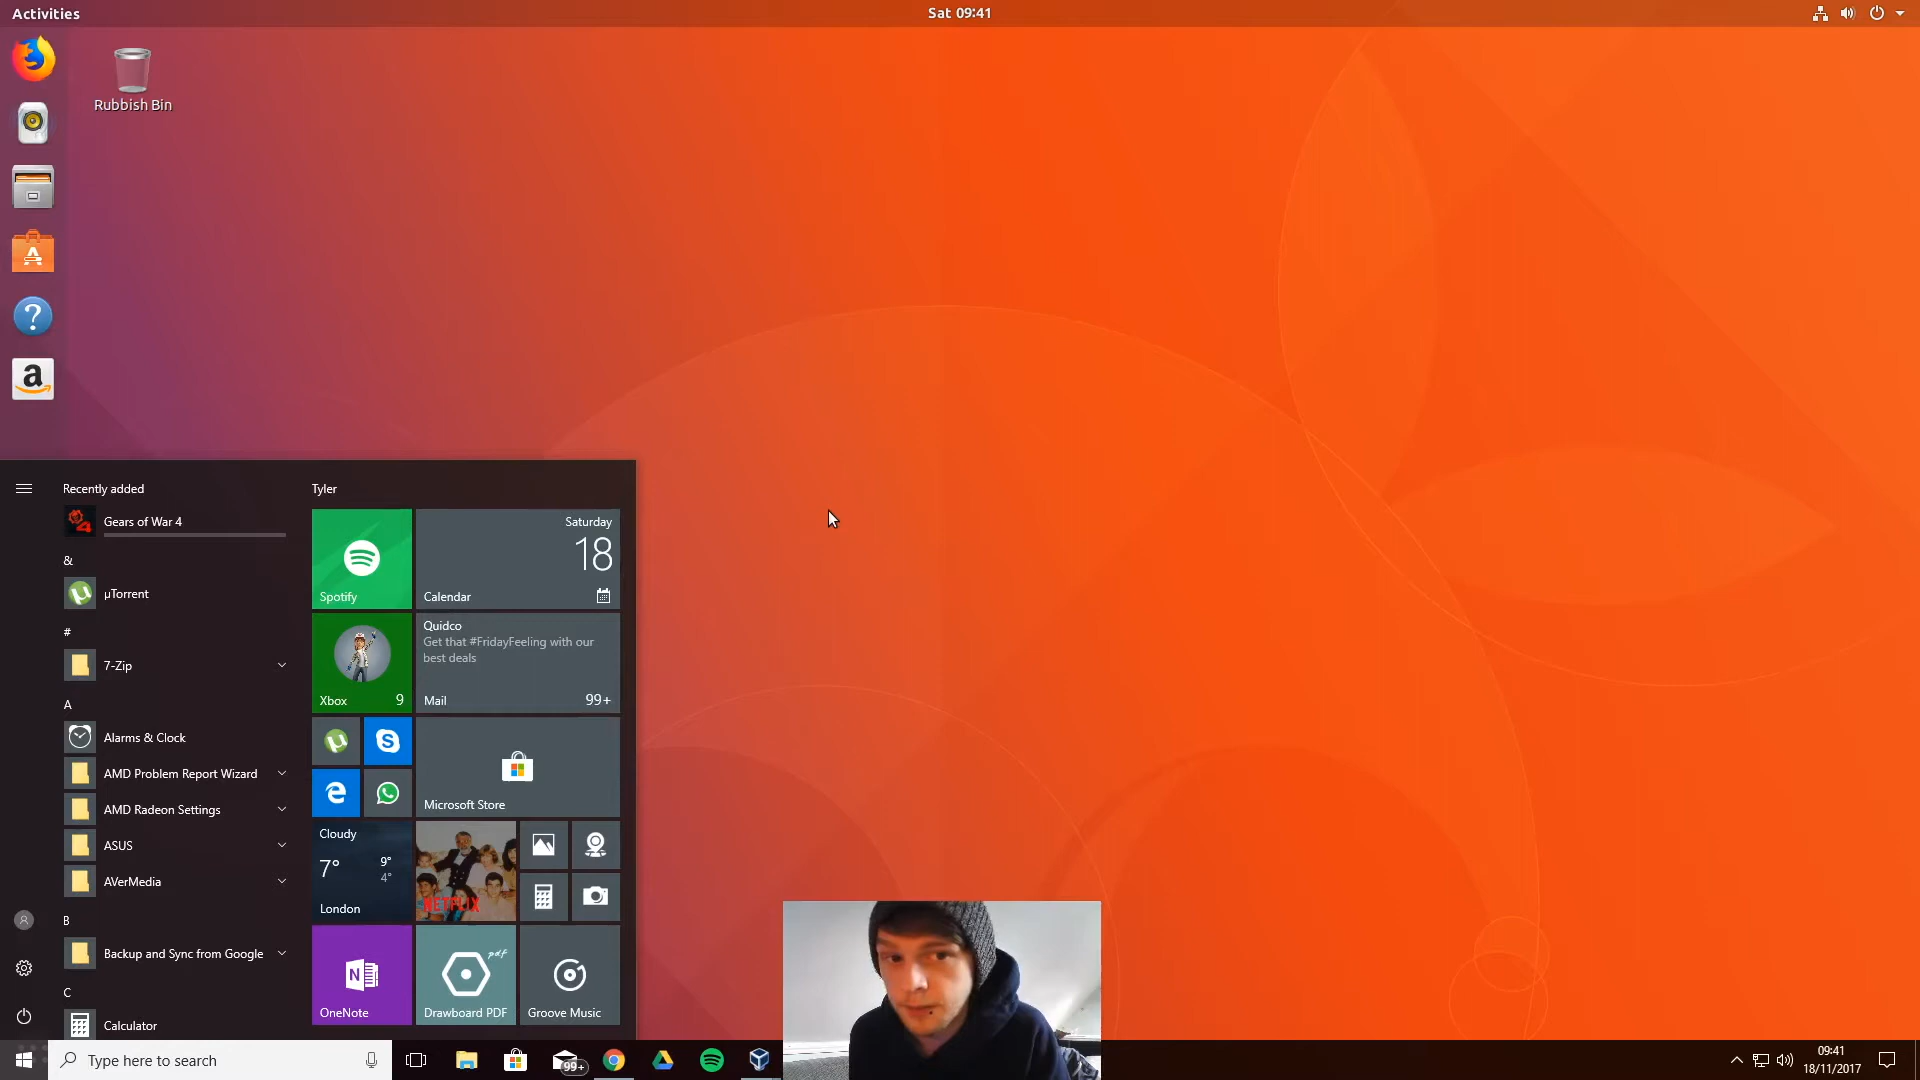 Activities
Sat 09:41
Rubbish Bin
Recently added
Gears of War 4
&
µTorrent
#
7-Zip
A
Alarms & Clock
AMD Problem Report Wizard
AMD Radeon Settings
ASUS
AVerMedia
B
Backup and Sync from Google
C
Calculator
Tyler
Spotify
Saturday
18
Calendar
Xbox 9
Quidco
Get that #FridayFeeling with our
best deals
Mail 99+
Microsoft Store
Cloudy
7° 9°
4°
London
NETFLIX
N
OneNote
pdf
Drawboard PDF
Groove Music
Type here to search
99+
09:41
18/11/2017